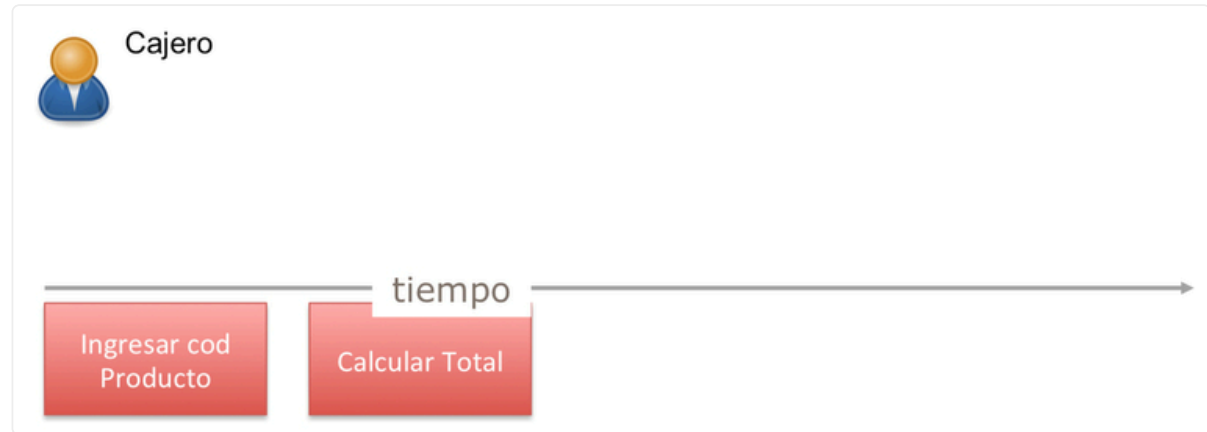 Cajero
tiempo
Ingresar cod
Producto
Calcular Total